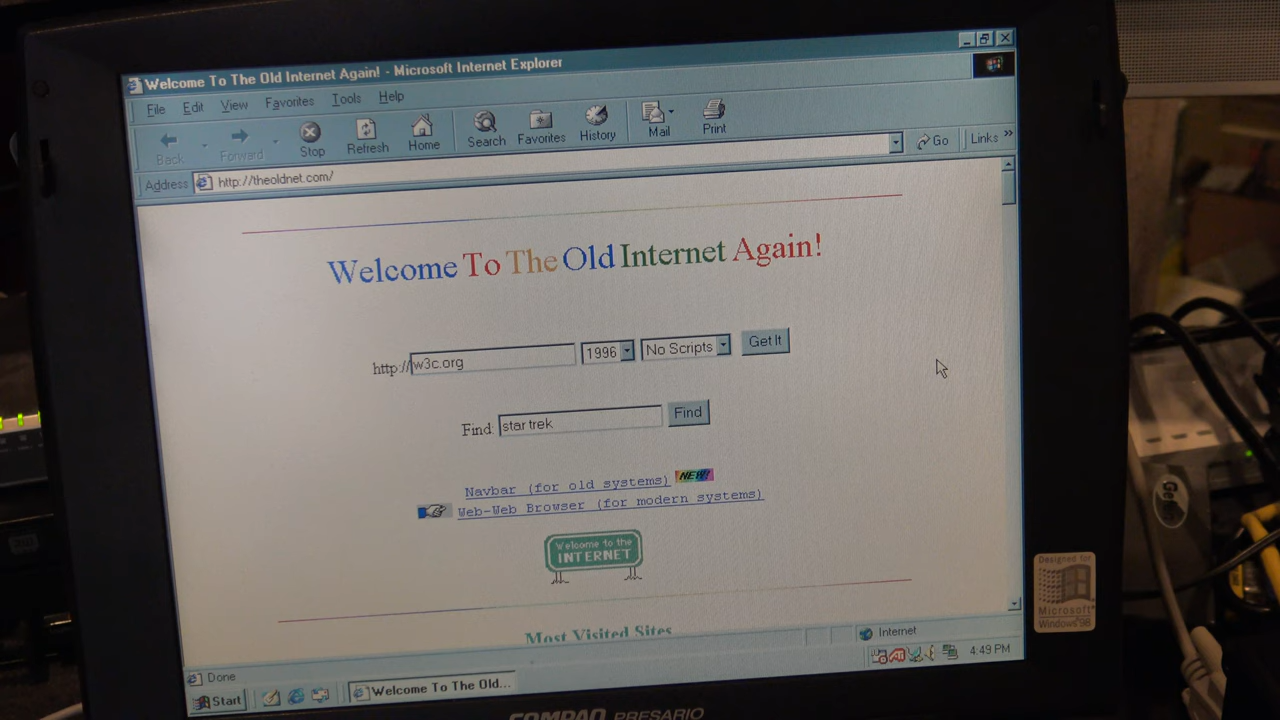 Welcome To The Old Internet Again! - Microsoft Internet Explorer
File Edit View Favorites Tools Help
Back Forward Stop Refresh Home Search Favorites History Mail Print
Address http://theoldnet.com/ Go Links »
Welcome To The Old Internet Again!
http:// w3c.org 1996 No Scripts Get It
Find: star trek Find
Navbar (for old systems) NEW!
Web-Web Browser (for modern systems)
Welcome to the
INTERNET
Most Visited Sites
Done Internet
Start Welcome To The Old... ATI 4:49 PM
COMPAQ PRESARIO
Designed for
Microsoft
Windows 98